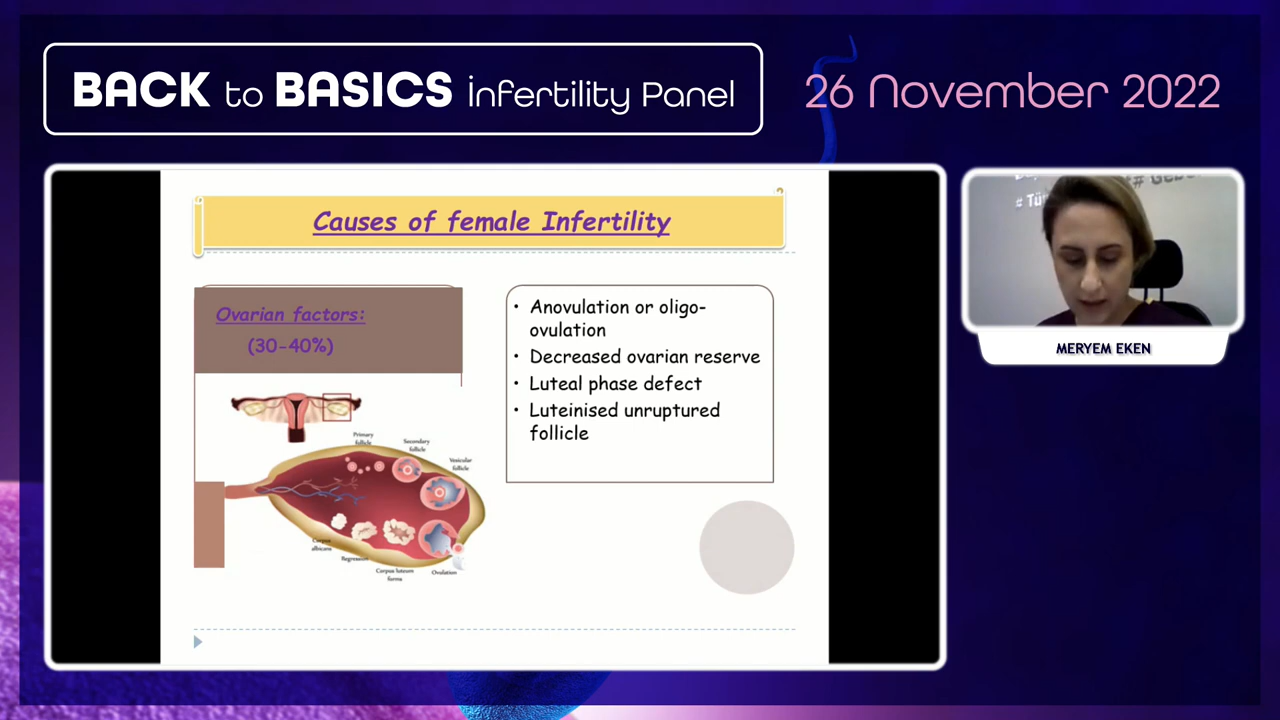 BACK to BASICS infertility Panel
26 November 2022
Causes of female Infertility
Ovarian factors:
(30-40%)
• Anovulation or oligo-
ovulation
• Decreased ovarian reserve
• Luteal phase defect
• Luteinised unruptured
follicle
Primary
follicle
Secondary
follicle
Vesicular
follicle
Corpus
albicans
Regression
Corpus luteum
forms
Ovulation
# Tür
MERYEM EKEN